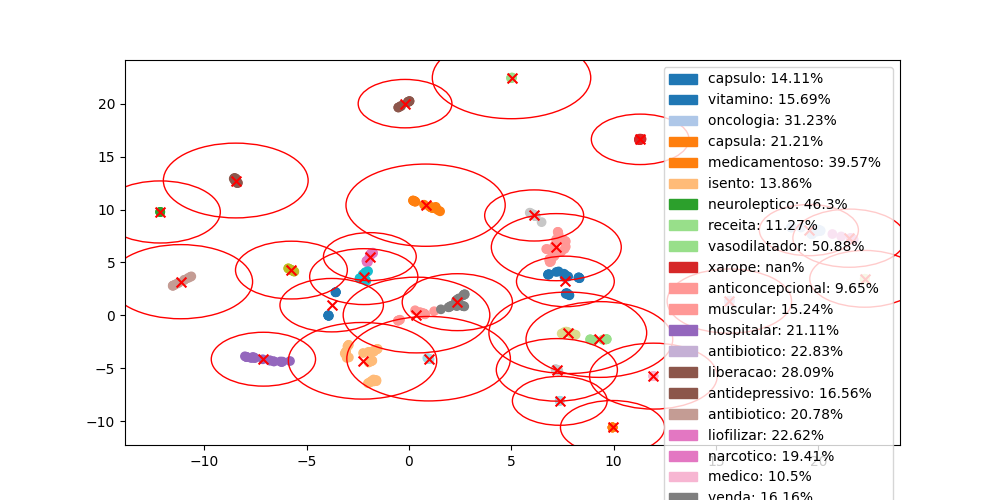 20
15
10
5
0
−5
−10
−10
−5
0
5
10
15
20
capsulo: 14.11%
vitamino: 15.69%
oncologia: 31.23%
capsula: 21.21%
medicamentoso: 39.57%
isento: 13.86%
neuroleptico: 46.3%
receita: 11.27%
vasodilatador: 50.88%
xarope: nan%
anticoncepcional: 9.65%
muscular: 15.24%
hospitalar: 21.11%
antibiotico: 22.83%
liberacao: 28.09%
antidepressivo: 16.56%
antibiotico: 20.78%
liofilizar: 22.62%
narcotico: 19.41%
medico: 10.5%
venda: 16.16%